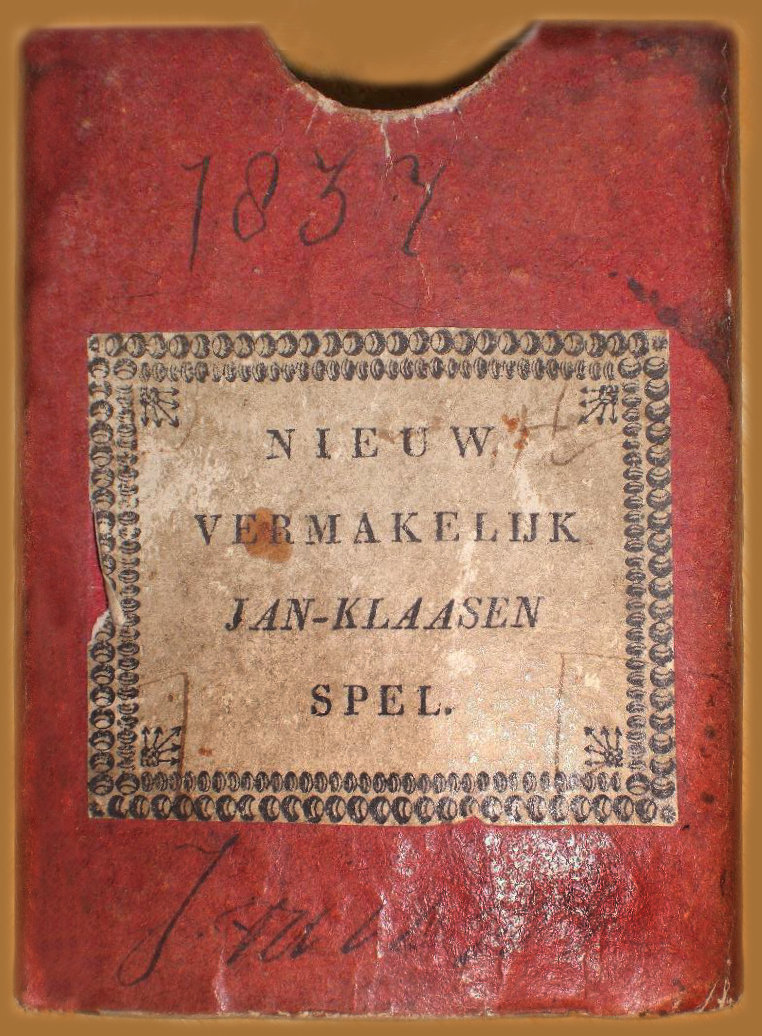 1837
NIEUW
VERMAKELIJK
JAN-KLAASEN
SPEL.
J.